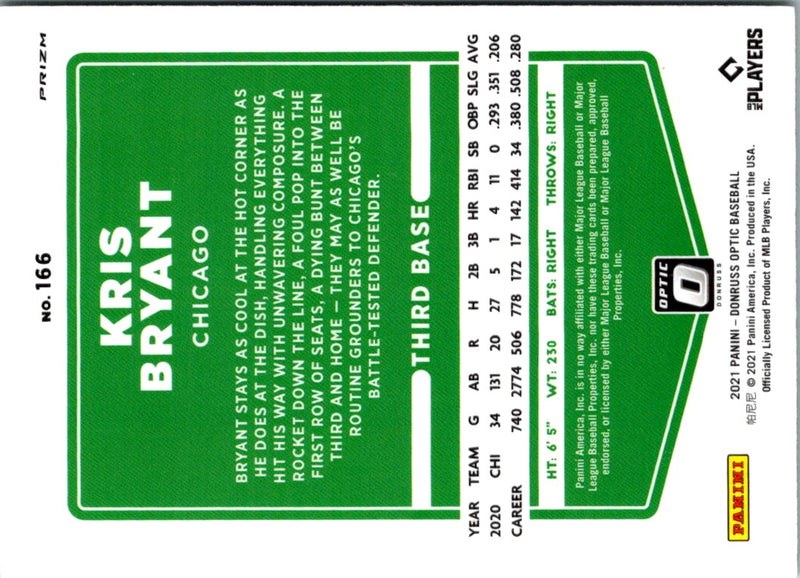 PRIZM
NO. 166
KRIS
BRYANT
CHICAGO
BRYANT STAYS AS COOL AT THE HOT CORNER AS
HE DOES AT THE DISH, HANDLING EVERYTHING
HIT HIS WAY WITH UNWAVERING COMPOSURE. A
ROCKET DOWN THE LINE, A FOUL POP INTO THE
FIRST ROW OF SEATS, A DYING BUNT BETWEEN
THIRD AND HOME — THEY MAY AS WELL BE
ROUTINE GROUNDERS TO CHICAGO'S
BATTLE-TESTED DEFENDER.
THIRD BASE
YEAR TEAM G AB R H 2B 3B HR RBI SB OBP SLG AVG
2020 CHI 34 131 20 27 5 1 4 11 0 .293 .351 .206
CAREER 740 2774 506 778 172 17 142 414 34 .380 .508 .280
HT: 6' 5" WT: 230 BATS: RIGHT THROWS: RIGHT
Panini America, Inc. is in no way affiliated with either Major League Baseball or Major
League Baseball Properties, Inc. nor have these trading cards been prepared, approved,
endorsed, or licensed by either Major League Baseball or Major League Baseball
Properties, Inc.
OPTIC
O
DONRUSS
2021 PANINI – DONRUSS OPTIC BASEBALL
帕尼尼 © 2021 Panini America, Inc. Produced in the USA.
Officially Licensed Product of MLB Players, Inc.
PANINI
MLB PLAYERS